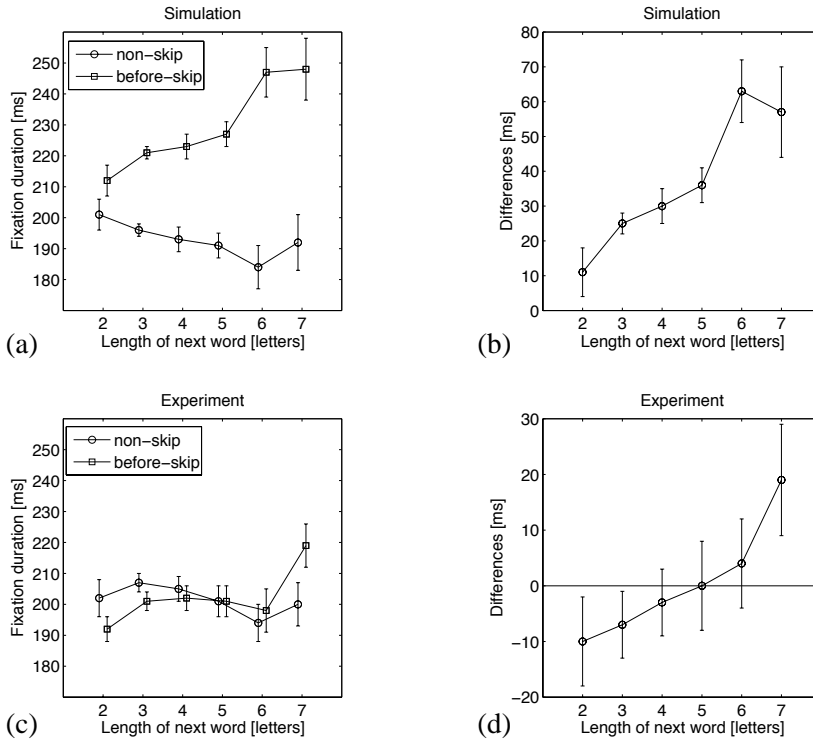 Simulation
non−skip
before−skip
250
240
230
220
210
200
190
180
Fixation duration [ms]
2 3 4 5 6 7
Length of next word [letters]
(a)
Simulation
80
70
60
50
40
30
20
10
0
Differences [ms]
2 3 4 5 6 7
Length of next word [letters]
(b)
Experiment
non−skip
before−skip
250
240
230
220
210
200
190
180
Fixation duration [ms]
2 3 4 5 6 7
Length of next word [letters]
(c)
Experiment
30
20
10
0
−10
−20
Differences [ms]
2 3 4 5 6 7
Length of next word [letters]
(d)